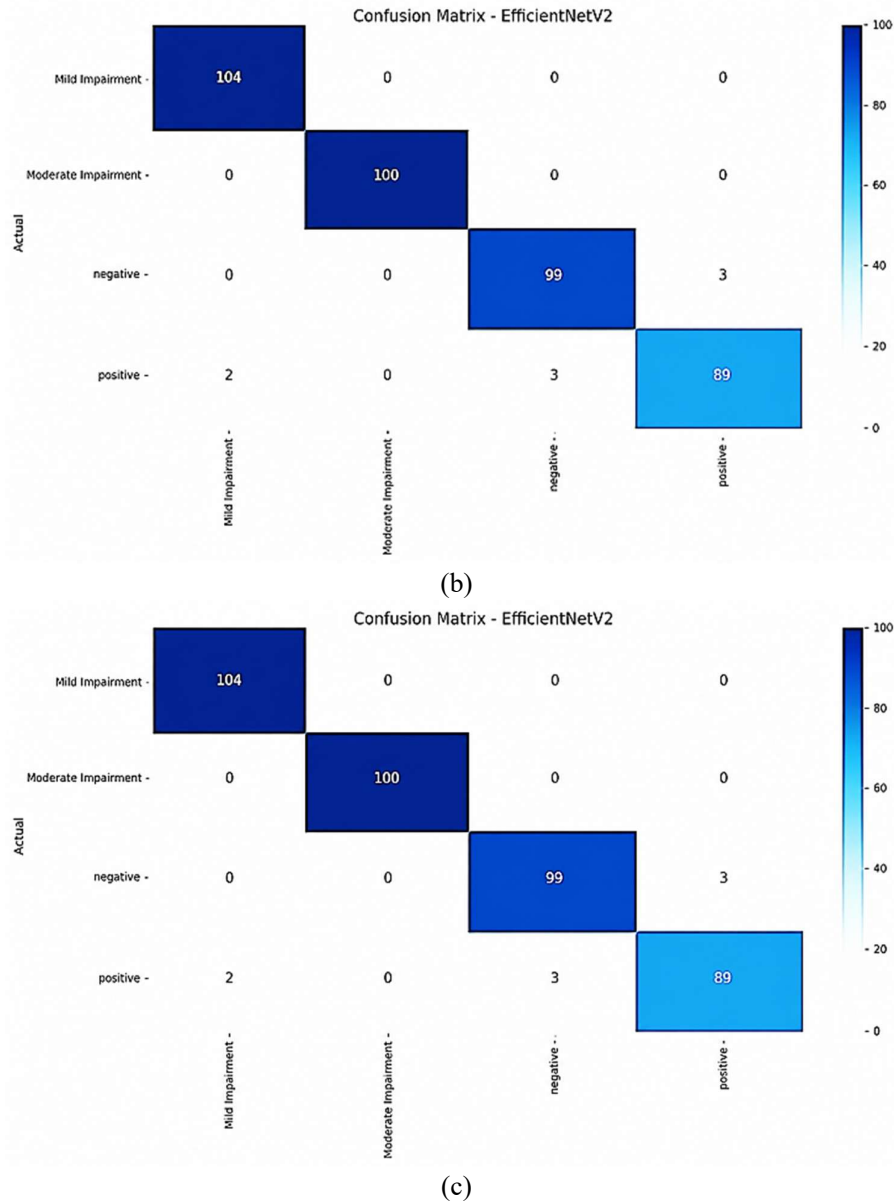 Confusion Matrix - EfficientNetV2
100
Mild Impairment - 104 0 0 0
80
Moderate Impairment - 0 100 0 0
60
Actual
40
negative - 0 0 99 3
20
positive - 2 0 3 89
0
Mild Impairment -
Moderate Impairment -
negative -
positive -
(b)
Confusion Matrix - EfficientNetV2
100
Mild Impairment - 104 0 0 0
80
Moderate Impairment - 0 100 0 0
60
Actual
40
negative - 0 0 99 3
20
positive - 2 0 3 89
0
Mild Impairment -
Moderate Impairment -
negative -
positive -
(c)